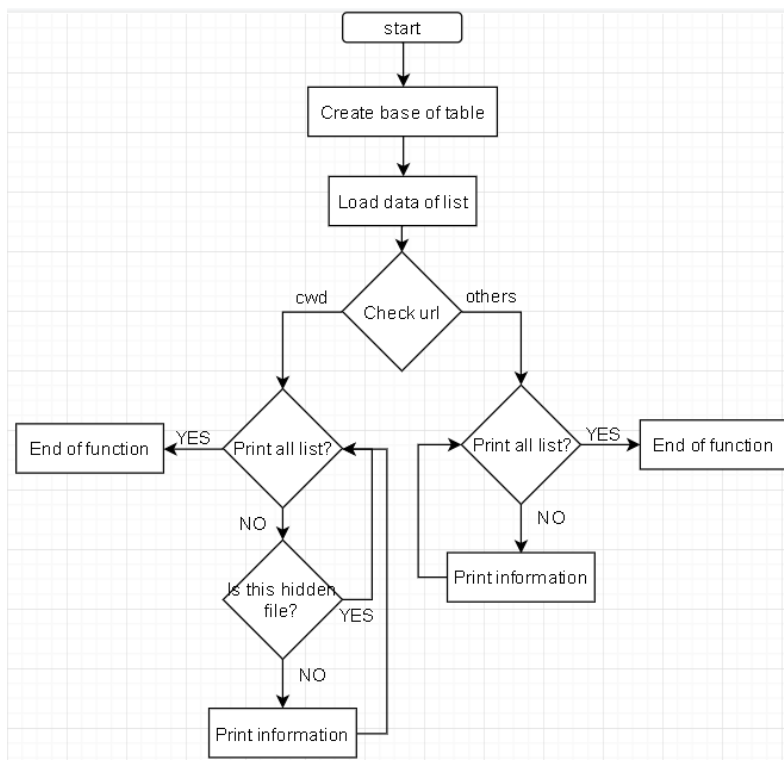 start
Create base of table
Load data of list
Check url
cwd
others
End of function
YES
Print all list?
Print all list?
YES
End of function
NO
NO
Is this hidden
file?
YES
Print information
NO
Print information